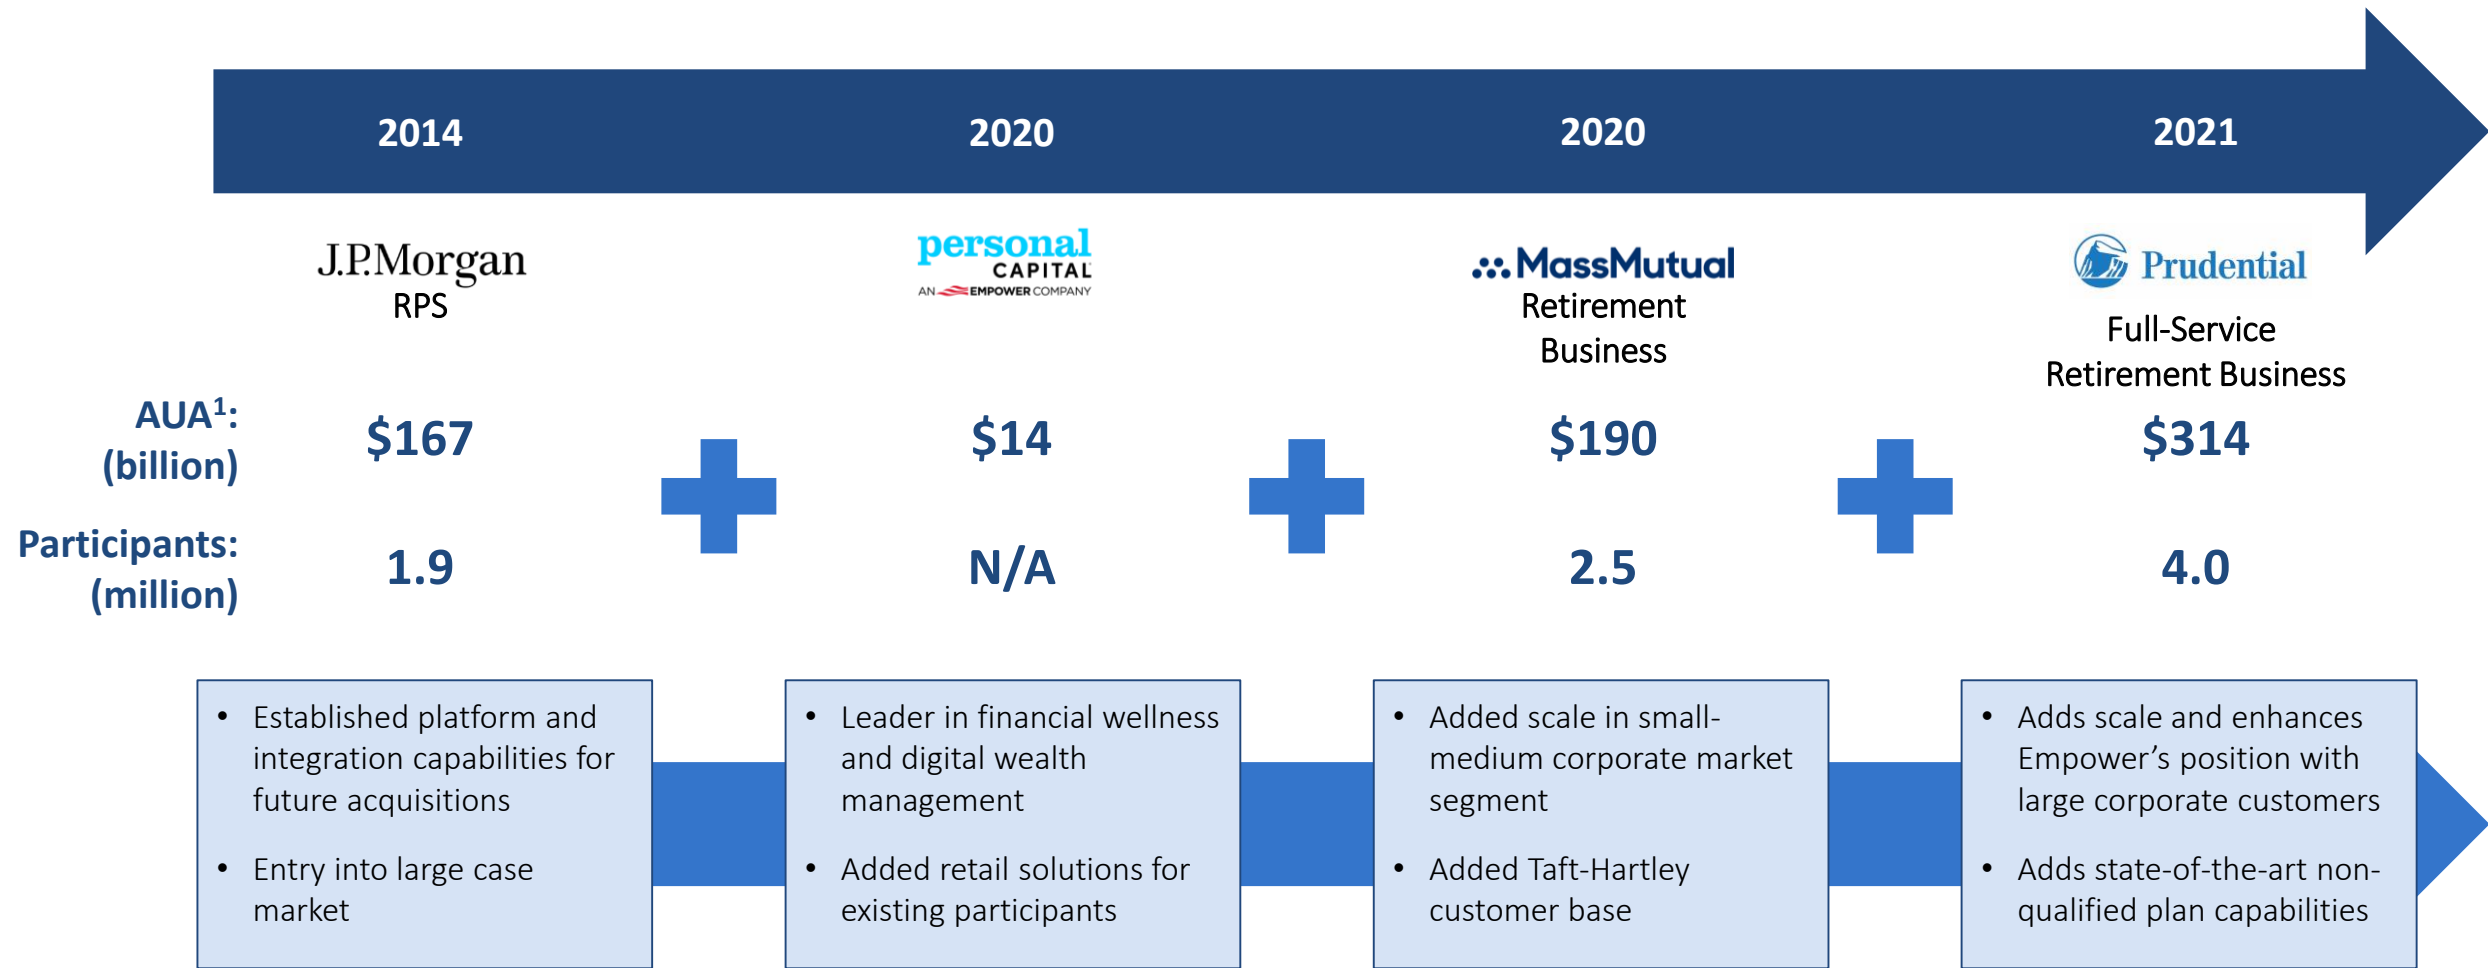 2014
2020
2020
2021
J.P.Morgan
RPS
personal
CAPITAL
AN EMPOWER COMPANY
MassMutual
Retirement
Business
Prudential
Full-Service
Retirement Business
AUA¹:
(billion)
$167
$14
$190
$314
Participants:
(million)
1.9
N/A
2.5
4.0
• Established platform and
integration capabilities for
future acquisitions
• Entry into large case
market
• Leader in financial wellness
and digital wealth
management
• Added retail solutions for
existing participants
• Added scale in small-
medium corporate market
segment
• Added Taft-Hartley
customer base
• Adds scale and enhances
Empower’s position with
large corporate customers
• Adds state-of-the-art non-
qualified plan capabilities